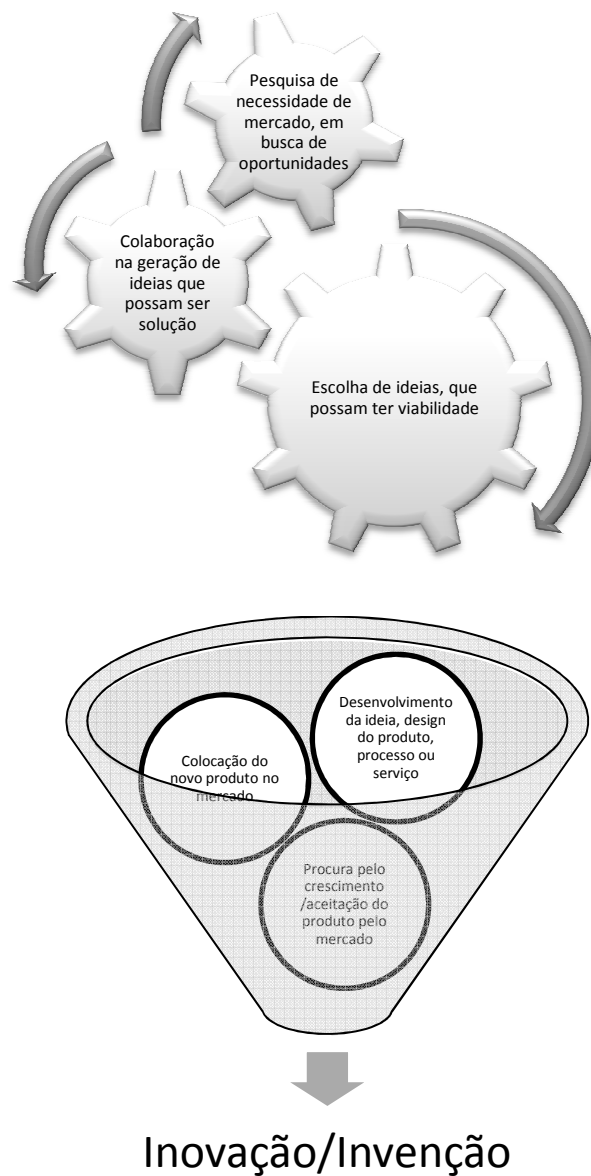 Pesquisa de
necessidade de
mercado, em
busca de
oportunidades
Colaboração
na geração de
ideias que
possam ser
solução
Escolha de ideias, que
possam ter viabilidade
Desenvolvimento
da ideia, design
do produto,
processo ou
serviço
Colocação do
novo produto no
mercado
Procura pelo
crescimento
/aceitação do
produto pelo
mercado
Inovação/Invenção